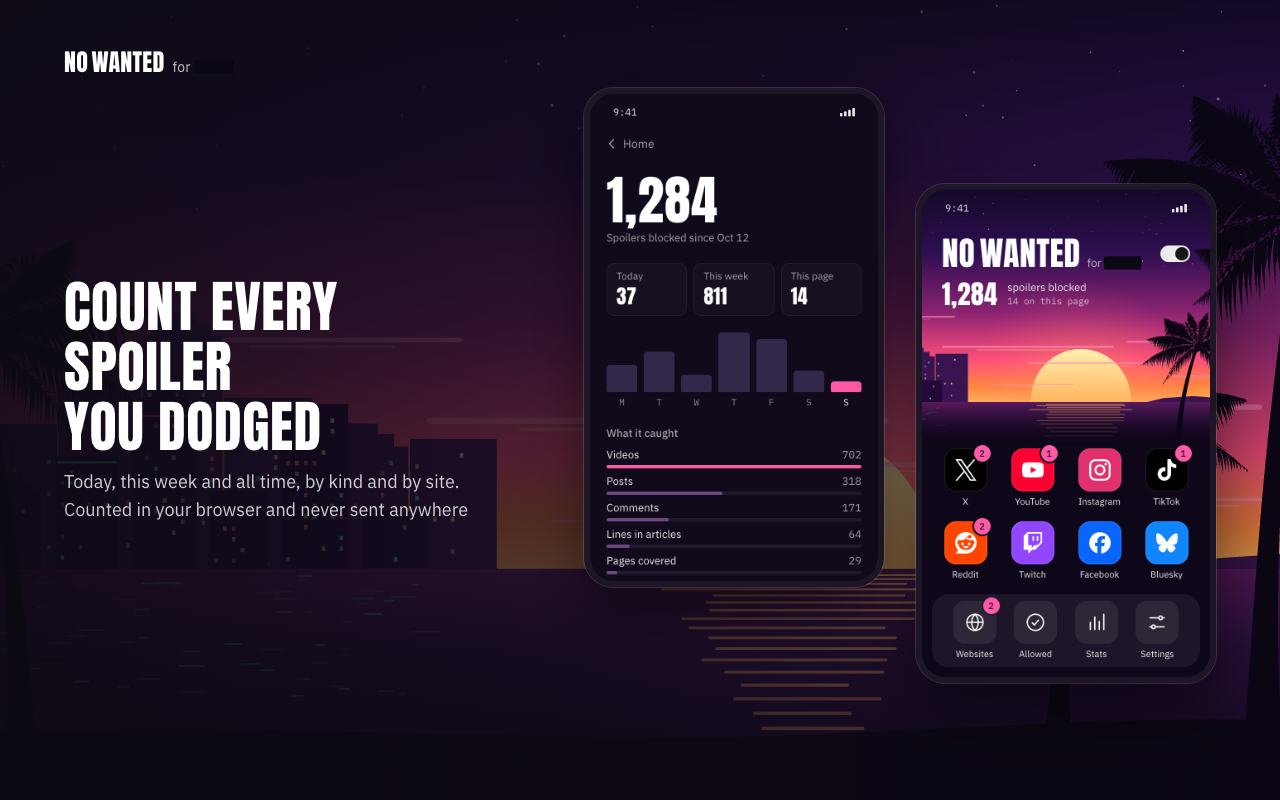 NO WANTED for
COUNT EVERY
SPOILER
YOU DODGED
Today, this week and all time, by kind and by site.
Counted in your browser and never sent anywhere
9:41
Home
1,284
Spoilers blocked since Oct 12
Today
37
This week
811
This page
14
M T W T F S S
What it caught
Videos 702
Posts 318
Comments 171
Lines in articles 64
Pages covered 29
9:41
NO WANTED for
1,284 spoilers blocked
14 on this page
2 1 1
X YouTube Instagram TikTok
2
Reddit Twitch Facebook Bluesky
2
Websites Allowed Stats Settings